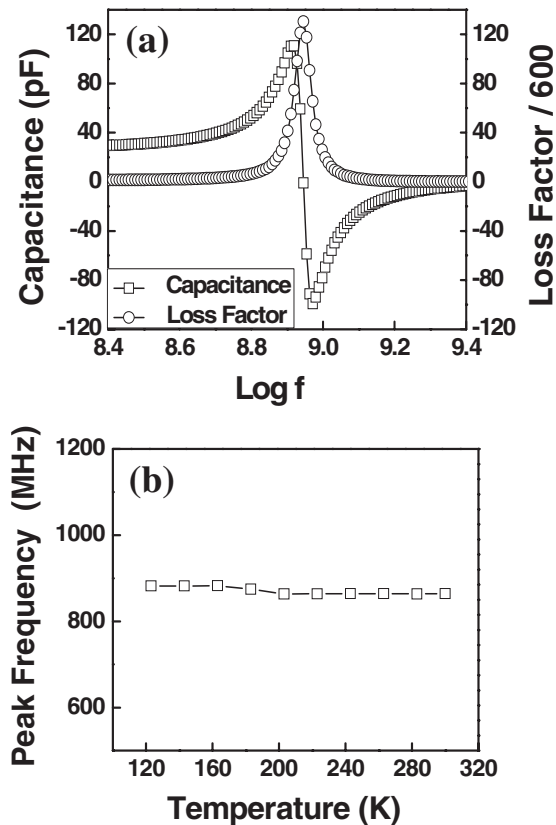 (a)
Capacitance (pF)
120
80
40
0
-40
-80
-120
Capacitance
Loss Factor
120
80
40
0
-40
-80
-120
Loss Factor / 600
8.4 8.6 8.8 9.0 9.2 9.4
Log f
(b)
Peak Frequency (MHz)
1200
1000
800
600
120 160 200 240 280 320
Temperature (K)